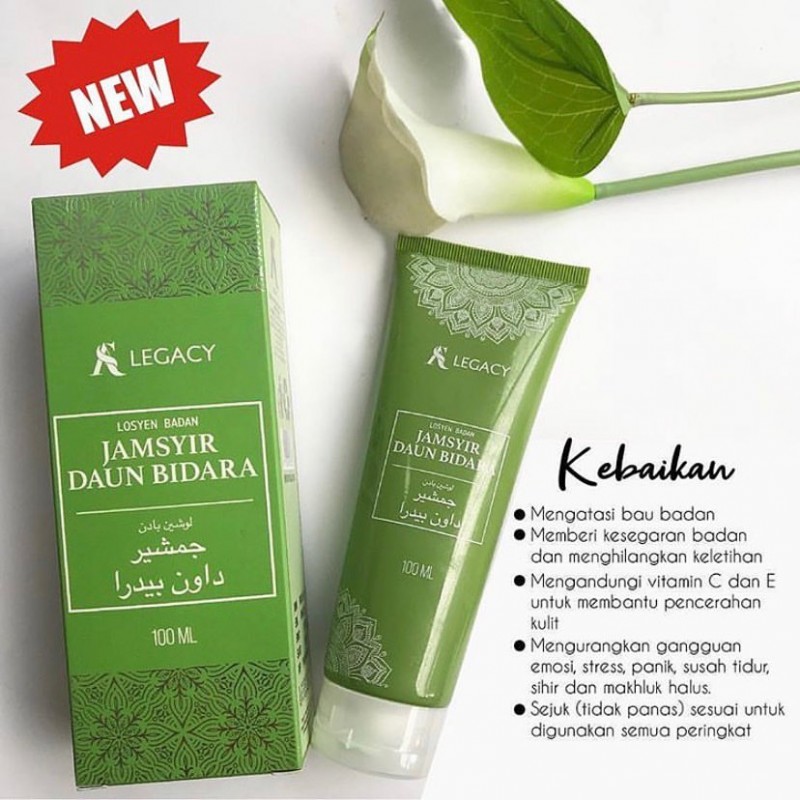 NEW
LEGACY
LOSYEN BADAN
JAMSYIR
DAUN BIDARA
لوشين بادن
جمشير
داون بيدرا
100 ML
LEGACY
LOSYEN BADAN
JAMSYIR
DAUN BIDARA
لوشين بادن
جمشير
داون بيدرا
100 ML
Kebaikan
Mengatasi bau badan
Memberi kesegaran badan
dan menghilangkan keletihan
Mengandungi vitamin C dan E
untuk membantu pencerahan
kulit
Mengurangkan gangguan
emosi, stress, panik, susah tidur,
sihir dan makhluk halus.
Sejuk (tidak panas) sesuai untuk
digunakan semua peringkat